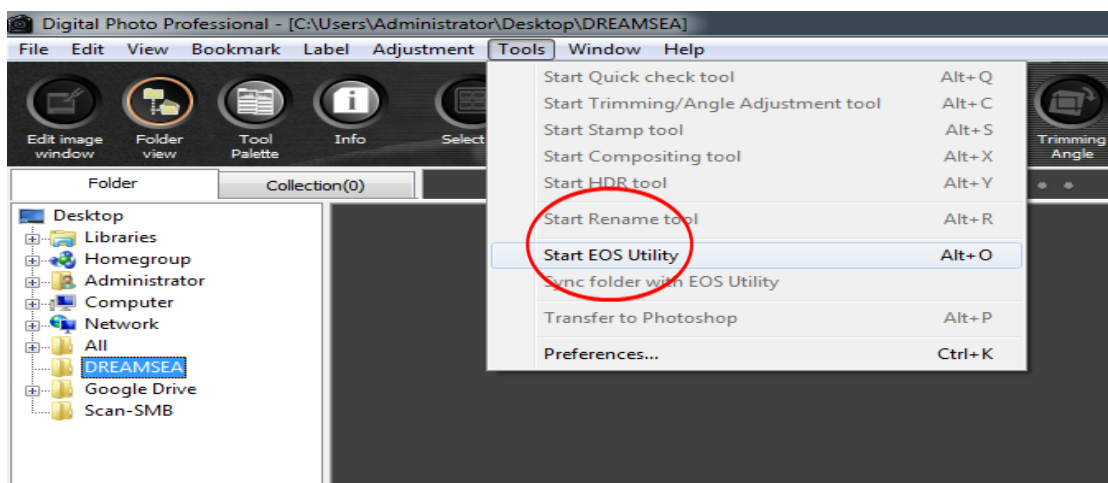 Digital Photo Professional - [C:\Users\Administrator\Desktop\DREAMSEA]
File Edit View Bookmark Label Adjustment Tools Window Help
Edit image window
Folder view
Tool Palette
Info
Select
Trimming Angle
Folder Collection(0)
Desktop
Libraries
Homegroup
Administrator
Computer
Network
All
DREAMSEA
Google Drive
Scan-SMB
Start Quick check tool Alt+Q
Start Trimming/Angle Adjustment tool Alt+C
Start Stamp tool Alt+S
Start Compositing tool Alt+X
Start HDR tool Alt+Y
Start Rename tool Alt+R
Start EOS Utility Alt+O
Sync folder with EOS Utility
Transfer to Photoshop Alt+P
Preferences... Ctrl+K